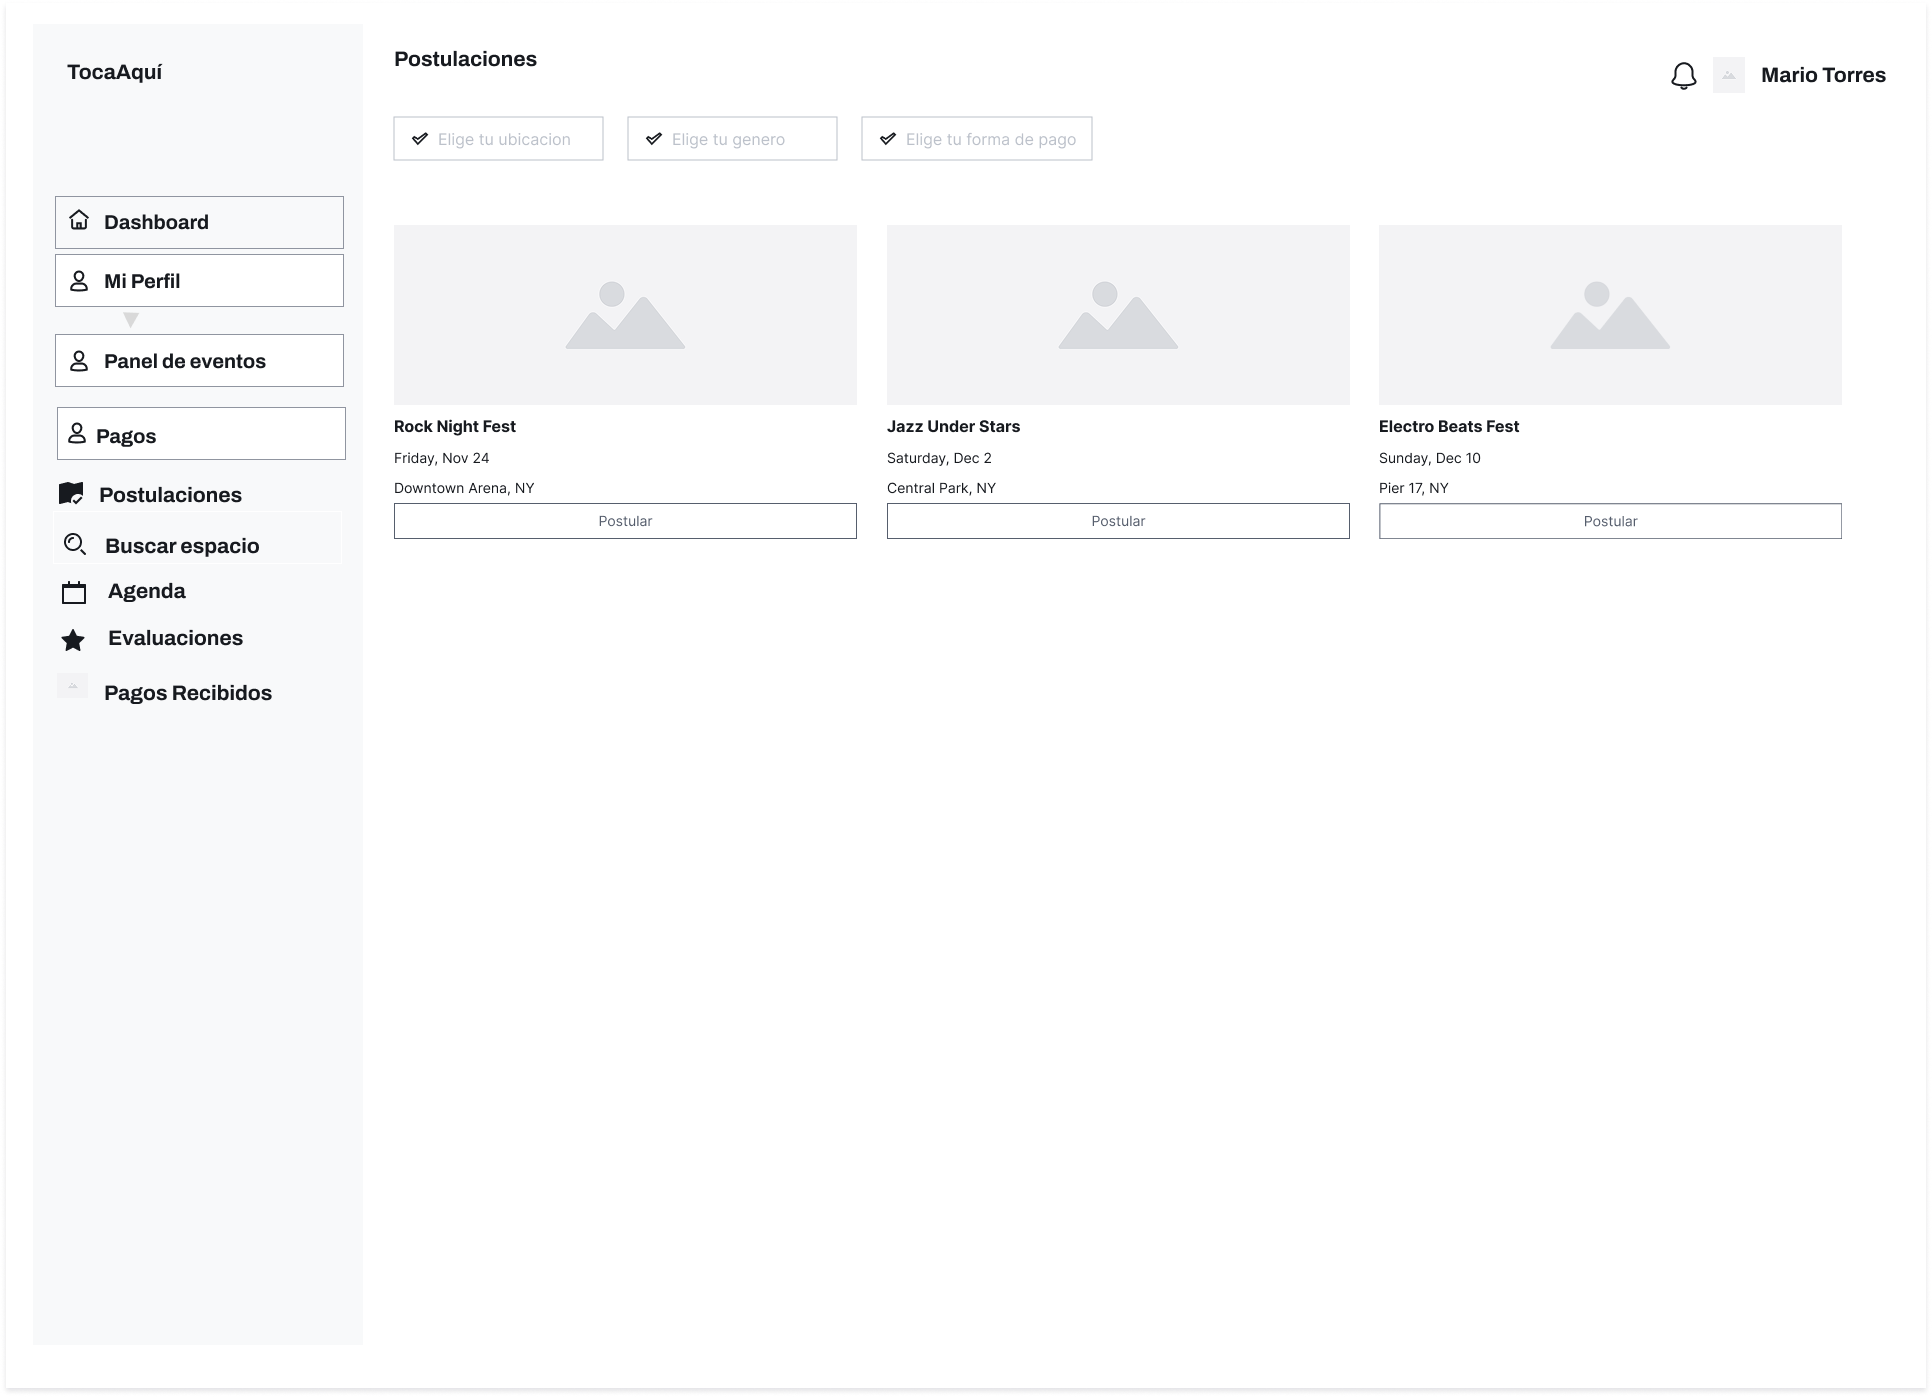 TocaAquí
Dashboard
Mi Perfil
Panel de eventos
Pagos
Postulaciones
Buscar espacio
Agenda
Evaluaciones
Pagos Recibidos
Postulaciones
Mario Torres
Elige tu ubicacion
Elige tu genero
Elige tu forma de pago
Rock Night Fest
Friday, Nov 24
Downtown Arena, NY
Postular
Jazz Under Stars
Saturday, Dec 2
Central Park, NY
Postular
Electro Beats Fest
Sunday, Dec 10
Pier 17, NY
Postular